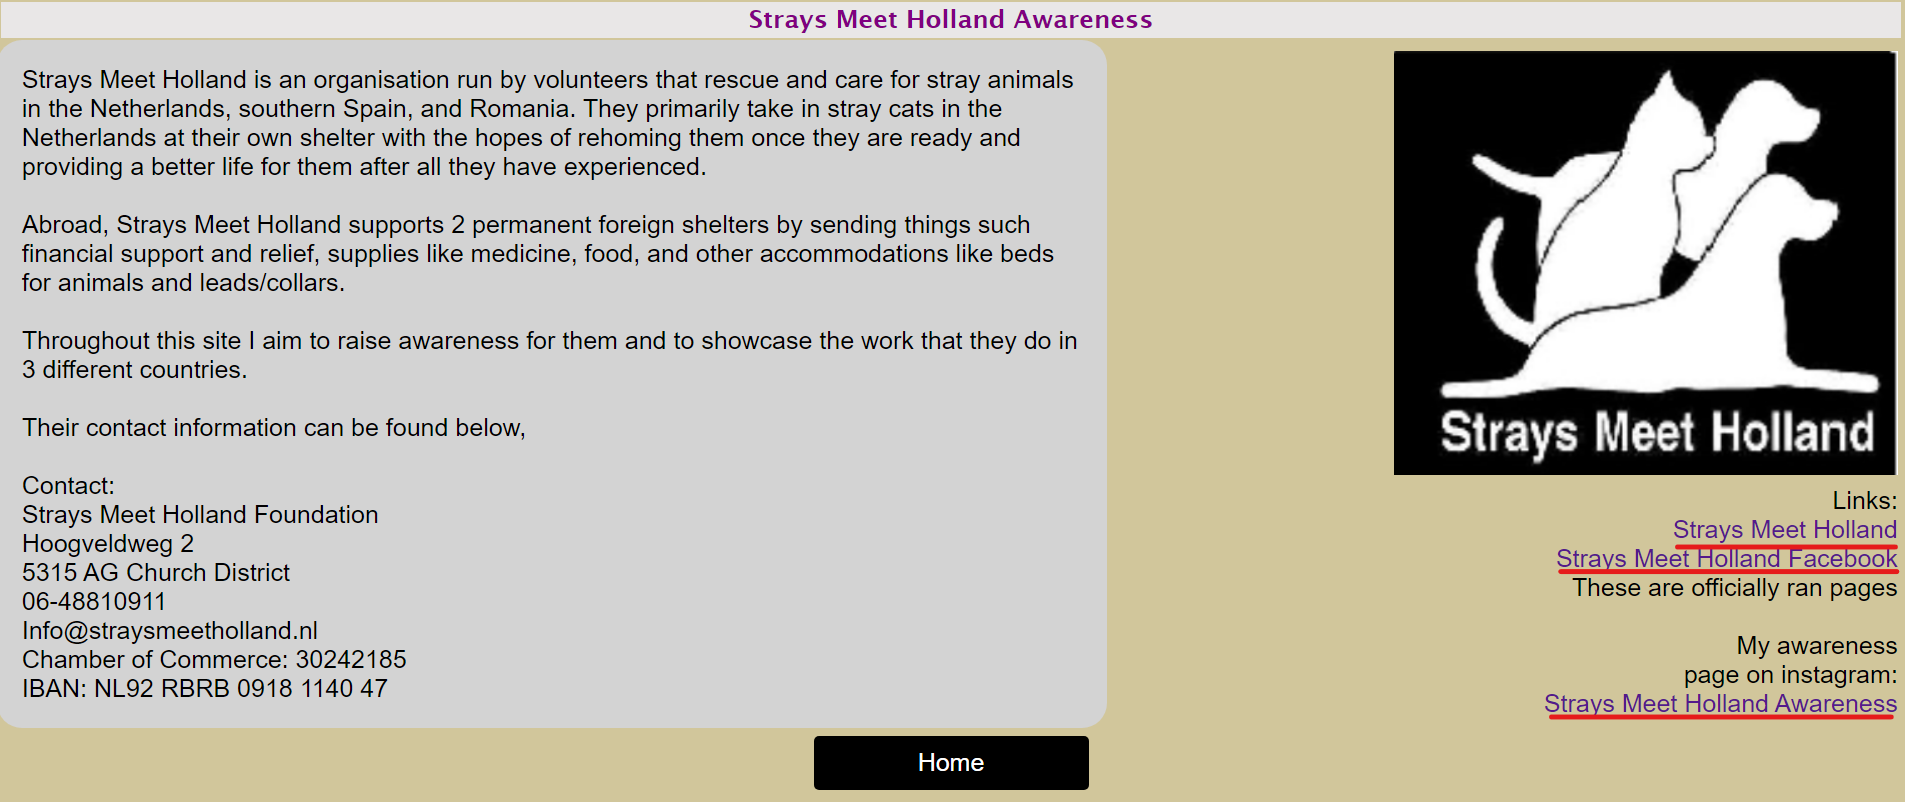 Strays Meet Holland Awareness
Strays Meet Holland is an organisation run by volunteers that rescue and care for stray animals
in the Netherlands, southern Spain, and Romania. They primarily take in stray cats in the
Netherlands at their own shelter with the hopes of rehoming them once they are ready and
providing a better life for them after all they have experienced.
Abroad, Strays Meet Holland supports 2 permanent foreign shelters by sending things such
financial support and relief, supplies like medicine, food, and other accommodations like beds
for animals and leads/collars.
Throughout this site I aim to raise awareness for them and to showcase the work that they do in
3 different countries.
Their contact information can be found below,
Contact:
Strays Meet Holland Foundation
Hoogveldweg 2
5315 AG Church District
06-48810911
Info@straysmeetholland.nl
Chamber of Commerce: 30242185
IBAN: NL92 RBRB 0918 1140 47
Strays Meet Holland
Links:
Strays Meet Holland
Strays Meet Holland Facebook
These are officially ran pages
My awareness
page on instagram:
Strays Meet Holland Awareness
Home